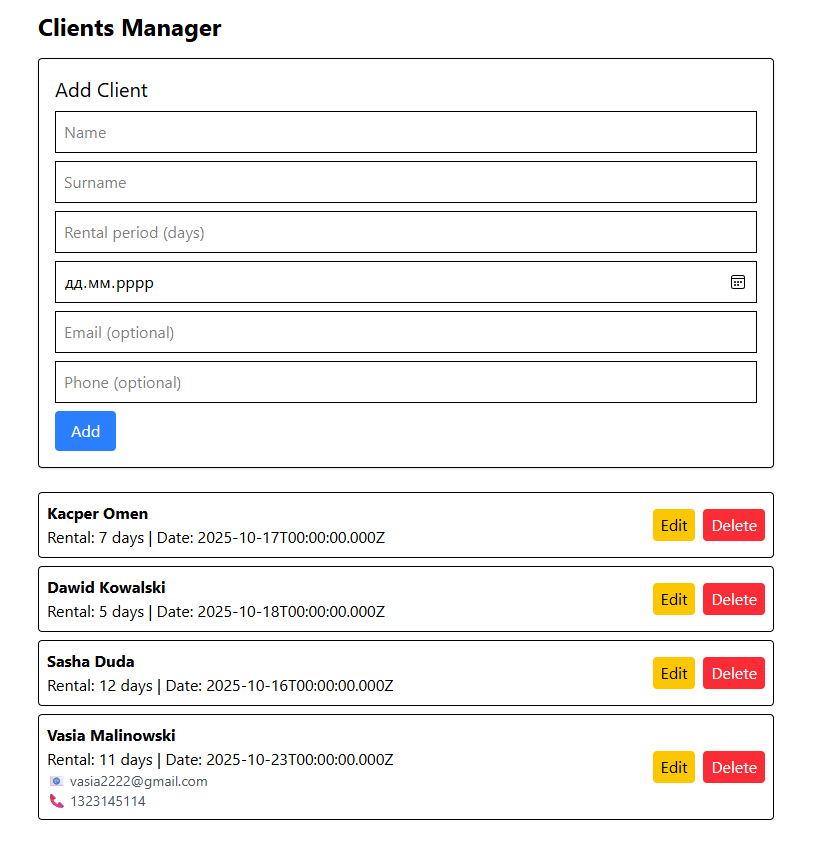 Clients Manager
Add Client
Name
Surname
Rental period (days)
дд.мм.рррр
Email (optional)
Phone (optional)
Add
Kacper Omen
Rental: 7 days | Date: 2025-10-17T00:00:00.000Z
Edit Delete
Dawid Kowalski
Rental: 5 days | Date: 2025-10-18T00:00:00.000Z
Edit Delete
Sasha Duda
Rental: 12 days | Date: 2025-10-16T00:00:00.000Z
Edit Delete
Vasia Malinowski
Rental: 11 days | Date: 2025-10-23T00:00:00.000Z
vasia2222@gmail.com
1323145114
Edit Delete